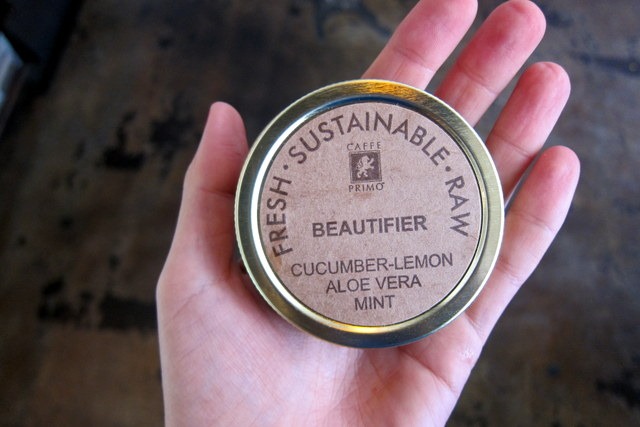 FRESH · SUSTAINABLE · RAW
CAFFE
PRIMO
BEAUTIFIER
CUCUMBER-LEMON
ALOE VERA
MINT